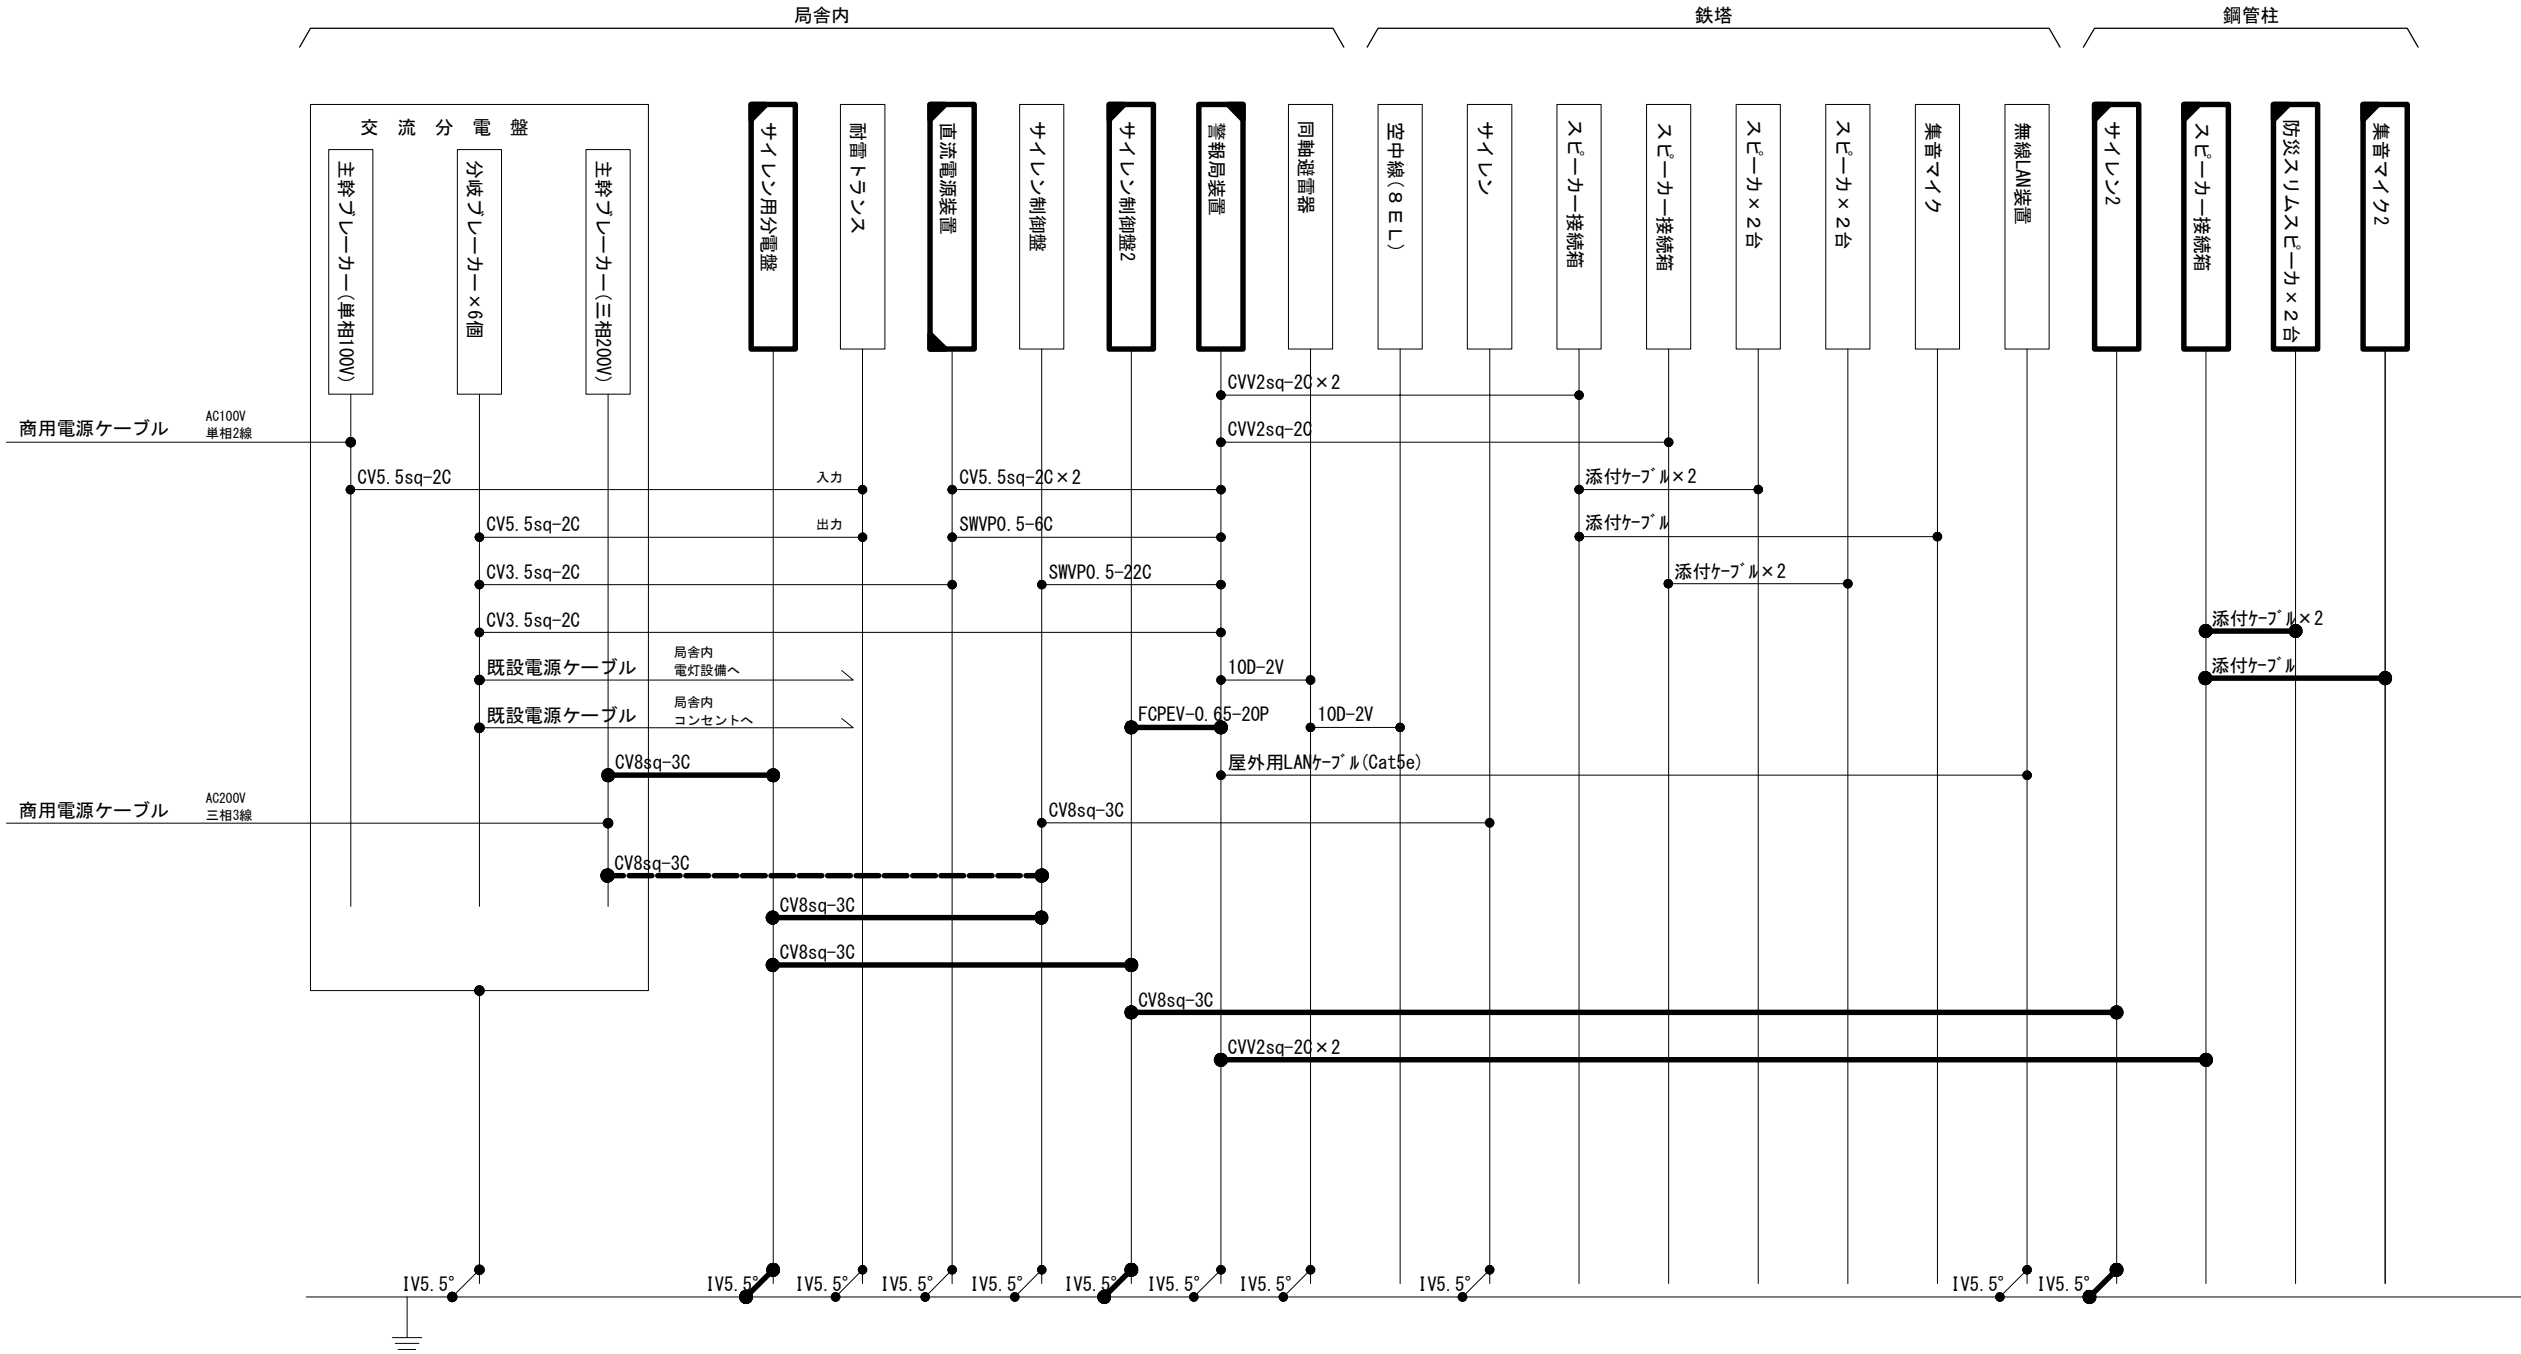 局舎内
鉄塔
鋼管柱
交流分電盤
主幹ブレーカー(単相100V)
分岐ブレーカー×6個
主幹ブレーカー(三相200V)
サイレン用分電盤
耐雷トランス
直流電源装置
サイレン制御盤
サイレン制御盤2
警報局装置
同軸避雷器
空中線(8EL)
サイレン
スピーカー接続箱
スピーカー接続箱
スピーカ×2台
スピーカ×2台
集音マイク
無線LAN装置
サイレン2
スピーカー接続箱
防災スリムスピーカ×2台
集音マイク2
CVV2sq-2C×2
商用電源ケーブル AC100V
単相2線
CVV2sq-2C
CV5.5sq-2C 入力 CV5.5sq-2C×2 添付ｹｰﾌﾞﾙ×2
CV5.5sq-2C 出力 SWVP0.5-6C 添付ｹｰﾌﾞﾙ
CV3.5sq-2C SWVP0.5-22C 添付ｹｰﾌﾞﾙ×2
CV3.5sq-2C 添付ｹｰﾌﾞﾙ×2
既設電源ケーブル 局舎内
電灯設備へ
10D-2V 添付ｹｰﾌﾞﾙ
既設電源ケーブル 局舎内
コンセントへ
FCPEV-0.65-20P 10D-2V
CV8sq-3C 屋外用LANｹｰﾌﾞﾙ(Cat5e)
商用電源ケーブル AC200V
三相3線
CV8sq-3C
CV8sq-3C
CV8sq-3C
CV8sq-3C
CV8sq-3C
CVV2sq-2C×2
IV5.5° IV5.5° IV5.5° IV5.5° IV5.5° IV5.5° IV5.5° IV5.5° IV5.5° IV5.5° IV5.5°